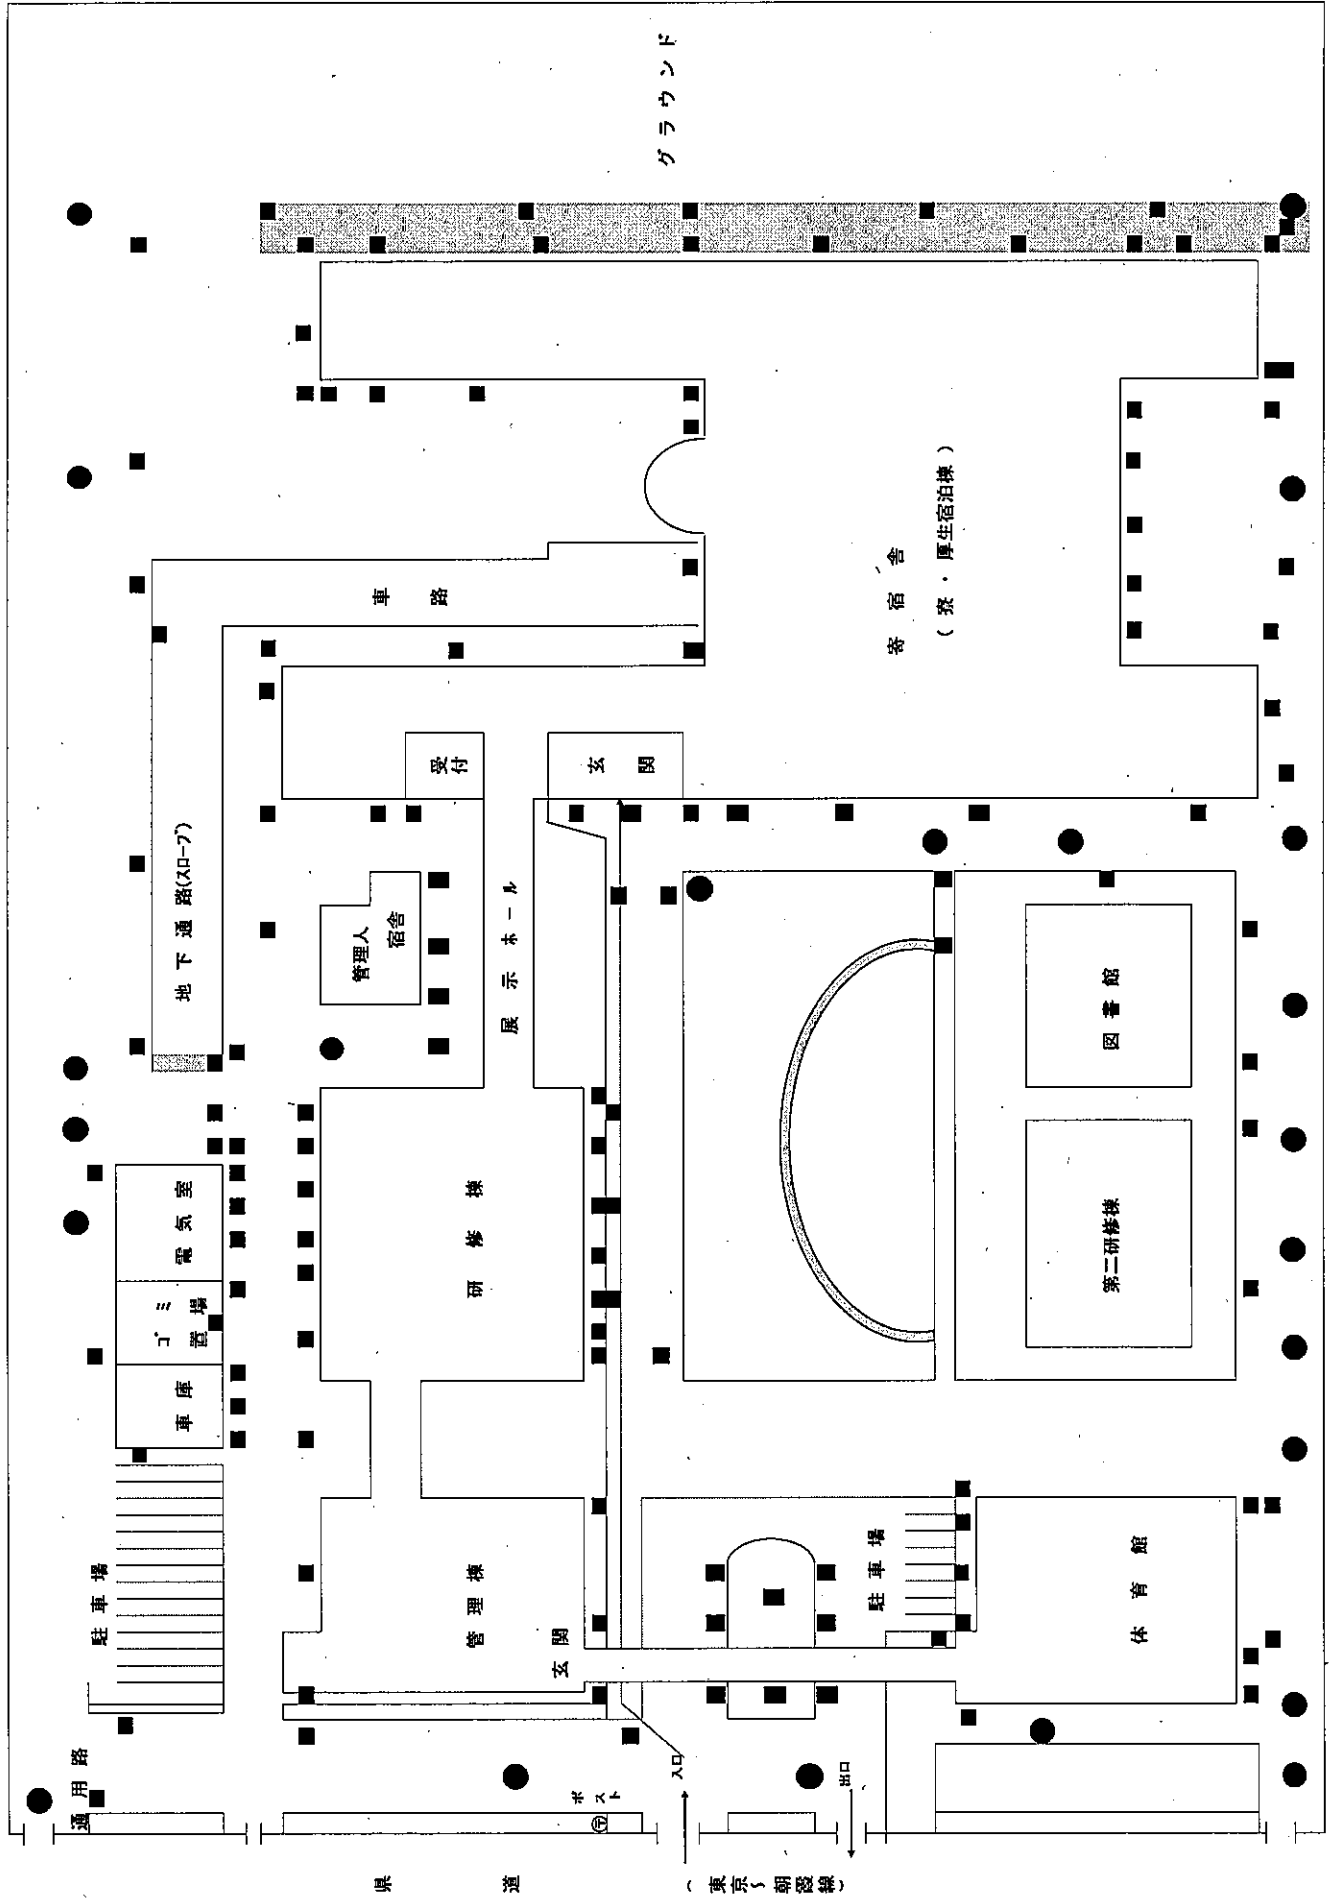 グラウンド
寄宿舎
(寮・厚生宿泊棟)
車路
地下通路(スロープ)
受付
玄関
管理人
宿舎
展示ホール
図書館
第二研修棟
研修棟
電気室
ゴミ
置場
車庫
駐車場
管理棟
玄関
駐車場
体育館
通用路
ポスト
入口
出口
県道
(東京~朝霞線)